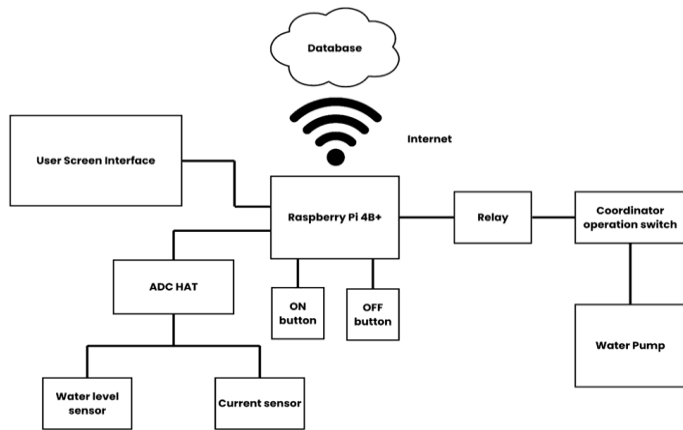 Database
Internet
User Screen Interface
Raspberry Pi 4B+
Relay
Coordinator
operation switch
ADC HAT
ON
button
OFF
button
Water Pump
Water level
sensor
Current sensor